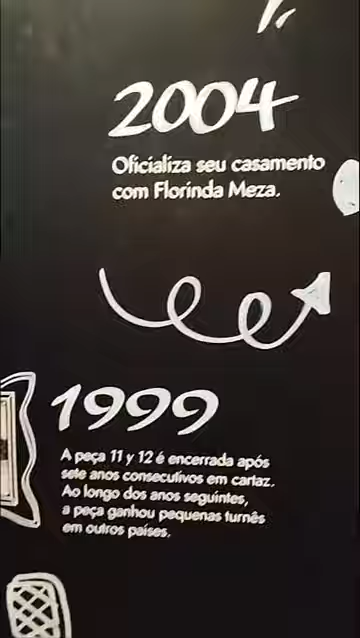 2004
Oficializa seu casamento
com Florinda Meza.
1999
A peça 11 y 12 é encerrada após
sete anos consecutivos em cartaz.
Ao longo dos anos seguintes,
a peça ganhou pequenas turnês
em outros países.